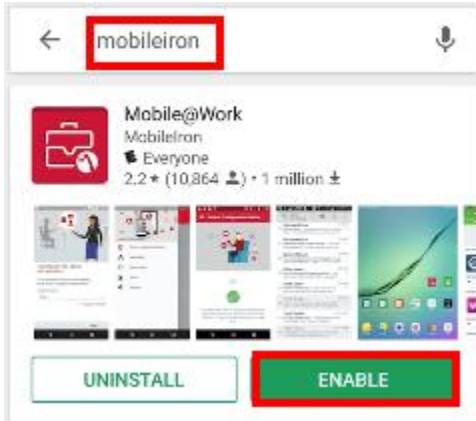 mobileiron
Mobile@Work
MobileIron
Everyone
2.2★ (10,864 👤) • 1 million ⬇
UNINSTALL
ENABLE